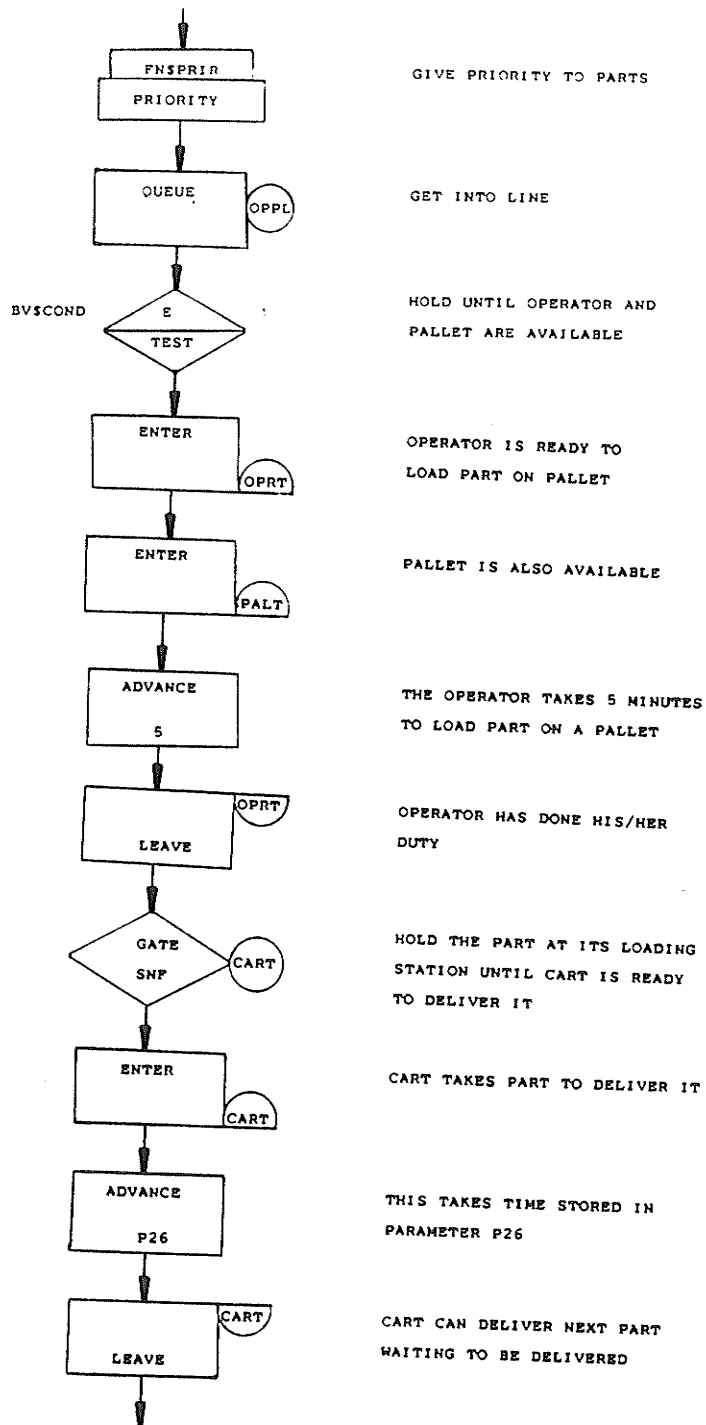 FN$PRIR
PRIORITY
GIVE PRIORITY TO PARTS
QUEUE
OPPL
GET INTO LINE
BV$COND
E
TEST
HOLD UNTIL OPERATOR AND
PALLET ARE AVAILABLE
ENTER
OPRT
OPERATOR IS READY TO
LOAD PART ON PALLET
ENTER
PALT
PALLET IS ALSO AVAILABLE
ADVANCE
5
THE OPERATOR TAKES 5 MINUTES
TO LOAD PART ON A PALLET
OPRT
LEAVE
OPERATOR HAS DONE HIS/HER
DUTY
GATE
SNF
CART
HOLD THE PART AT ITS LOADING
STATION UNTIL CART IS READY
TO DELIVER IT
ENTER
CART
CART TAKES PART TO DELIVER IT
ADVANCE
P26
THIS TAKES TIME STORED IN
PARAMETER P26
CART
LEAVE
CART CAN DELIVER NEXT PART
WAITING TO BE DELIVERED